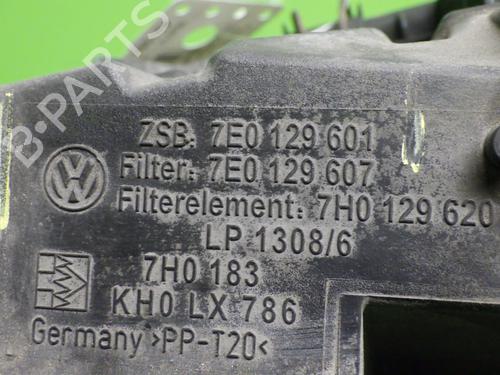 B-PARTS
ZSB: 7E0 129 601
Filter: 7E0 129 607
Filterelement: 7H0 129 620
LP 1308/6
7H0 183
KH0 LX 786
Germany >PP-T20<